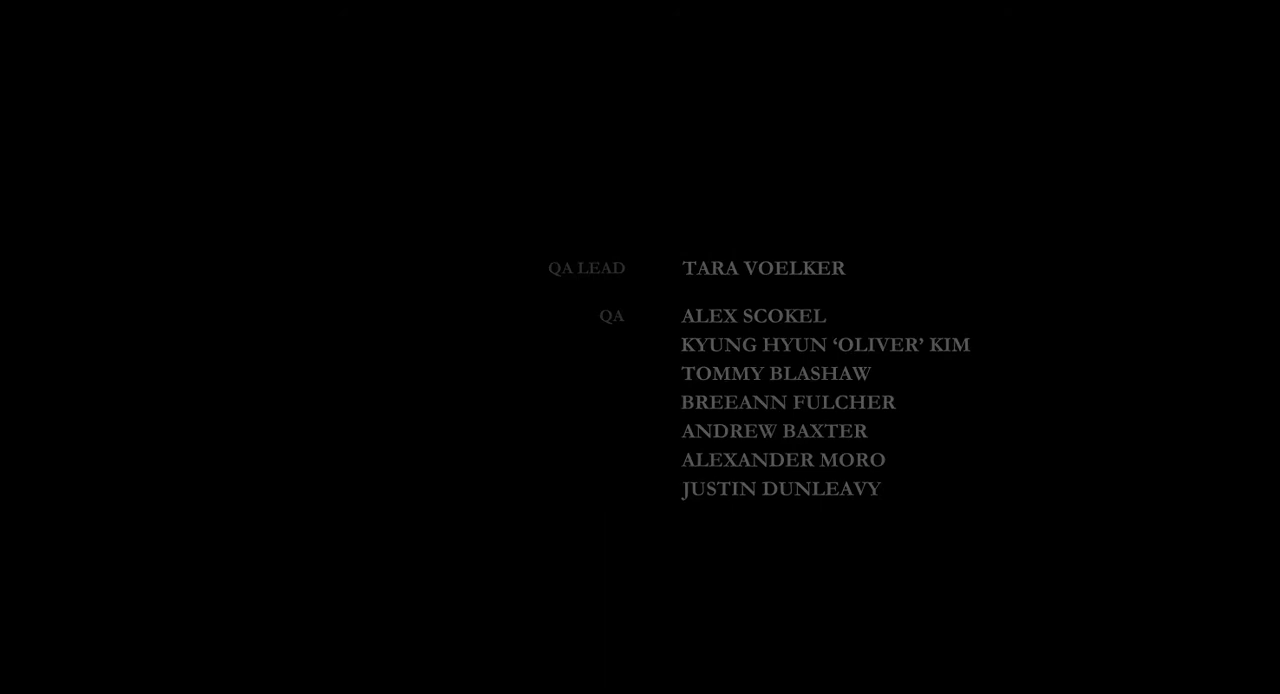 QA LEAD TARA VOELKER
QA ALEX SCOKEL
KYUNG HYUN ‘OLIVER’ KIM
TOMMY BLASHAW
BREEANN FULCHER
ANDREW BAXTER
ALEXANDER MORO
JUSTIN DUNLEAVY